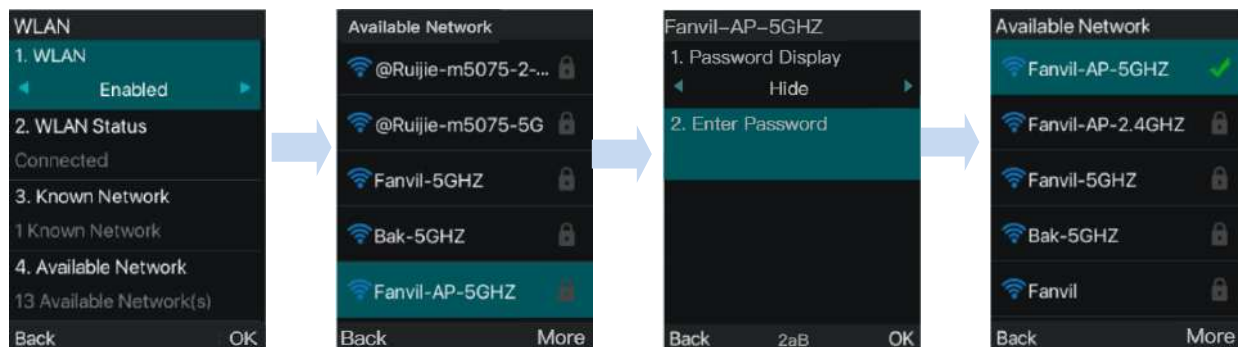 WLAN
1. WLAN
Enabled
2. WLAN Status
Connected
3. Known Network
1 Known Network
4. Available Network
13 Available Network(s)
Back OK
Available Network
@Ruijie-m5075-2-...
@Ruijie-m5075-5G
Fanvil-5GHZ
Bak-5GHZ
Fanvil-AP-5GHZ
Back More
Fanvil-AP-5GHZ
1. Password Display
Hide
2. Enter Password
Back 2aB OK
Available Network
Fanvil-AP-5GHZ
Fanvil-AP-2.4GHZ
Fanvil-5GHZ
Bak-5GHZ
Fanvil
Back More